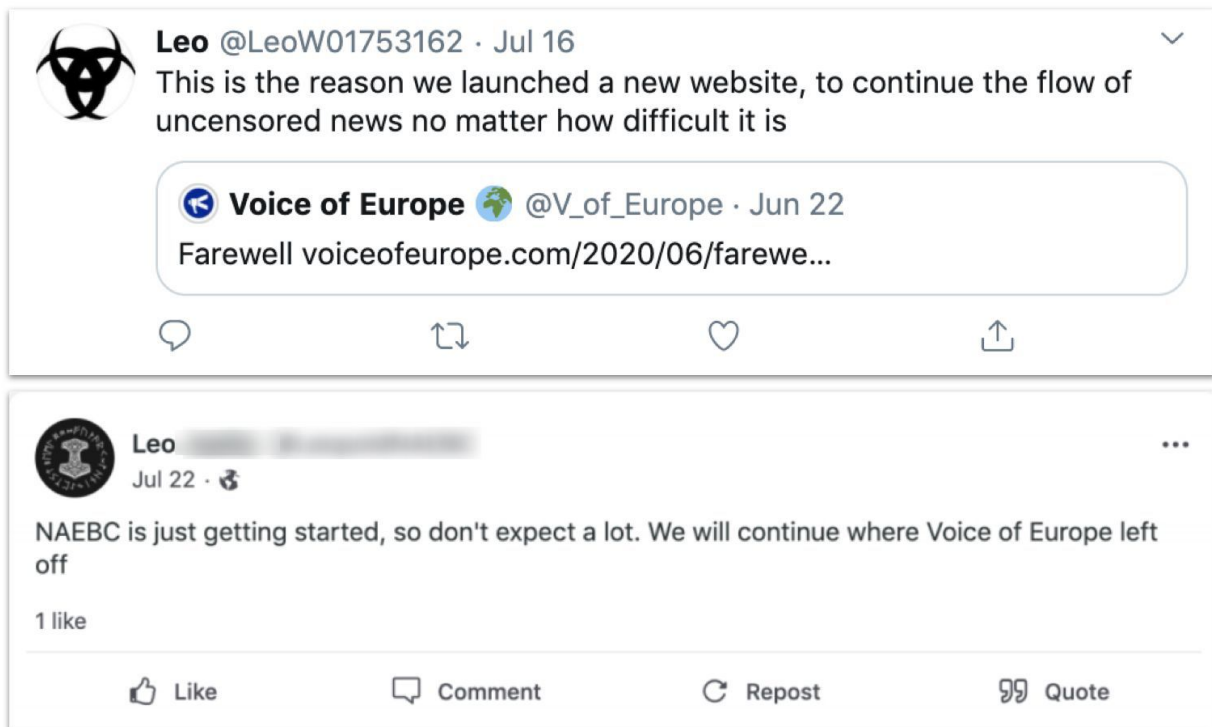 Leo @LeoW01753162 · Jul 16
This is the reason we launched a new website, to continue the flow of
uncensored news no matter how difficult it is
Voice of Europe @V_of_Europe · Jun 22
Farewell voiceofeurope.com/2020/06/farewe...
Leo
Jul 22 ·
NAEBC is just getting started, so don't expect a lot. We will continue where Voice of Europe left
off
1 like
Like Comment Repost Quote